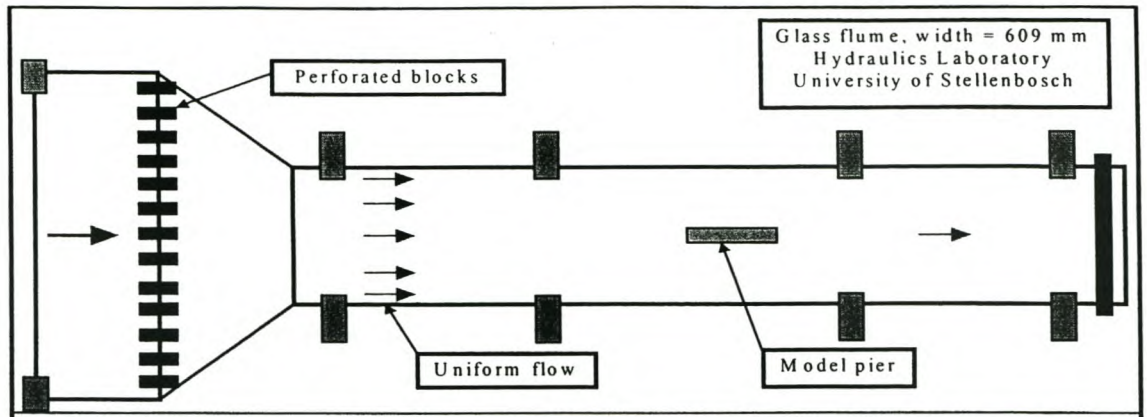 Glass flume, width = 609 mm
Hydraulics Laboratory
University of Stellenbosch
Perforated blocks
Uniform flow
Model pier